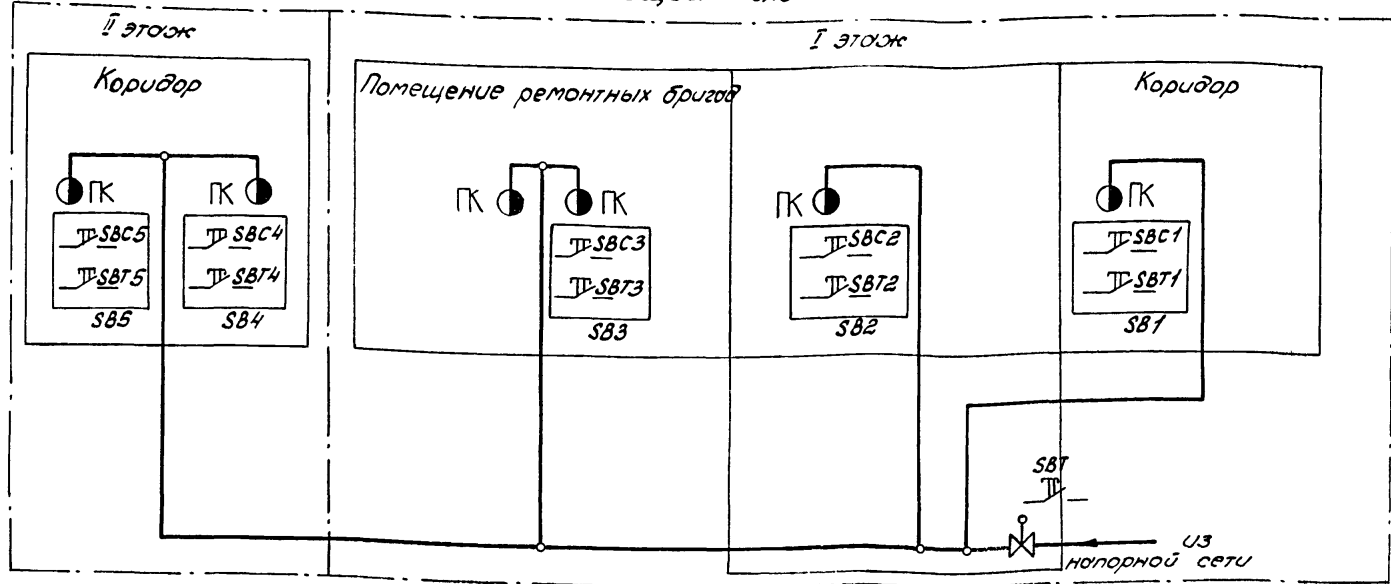 II этаж
I этаж
Коридор
Помещение ремонтных бригад
Коридор
ПК
ПК
ПК
ПК
ПК
ПК
SBC5
SBT5
SB5
SBC4
SBT4
SB4
SBC3
SBT3
SB3
SBC2
SBT2
SB2
SBC1
SBT1
SB1
SBT
из
напорной сети